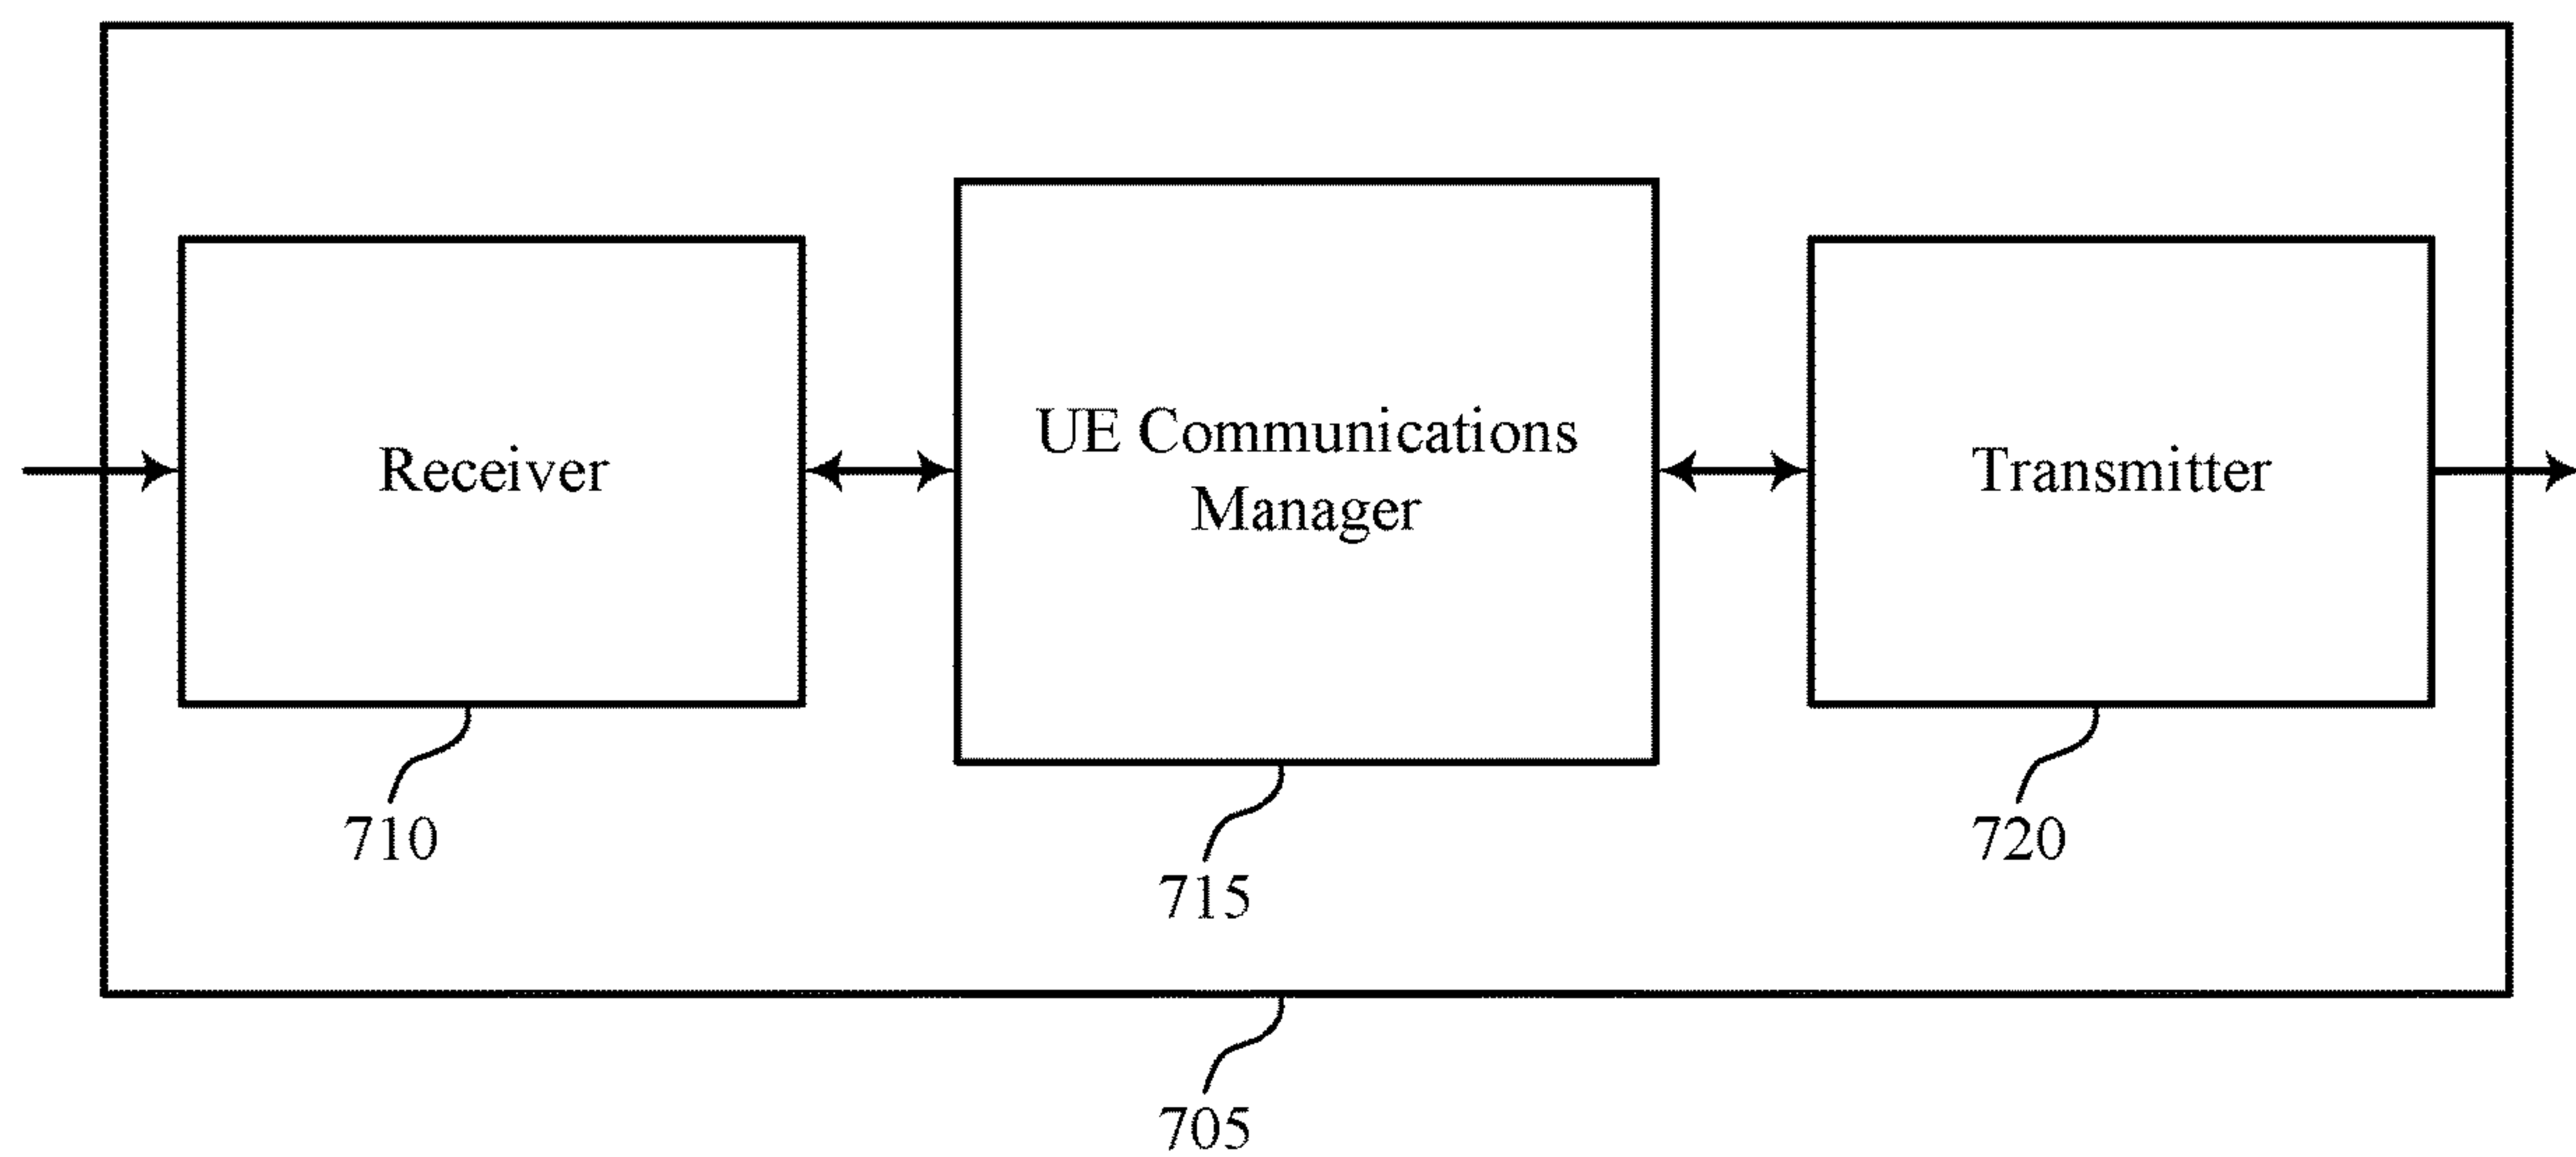 Receiver
UE Communications
Manager
Transmitter
710
715
720
705